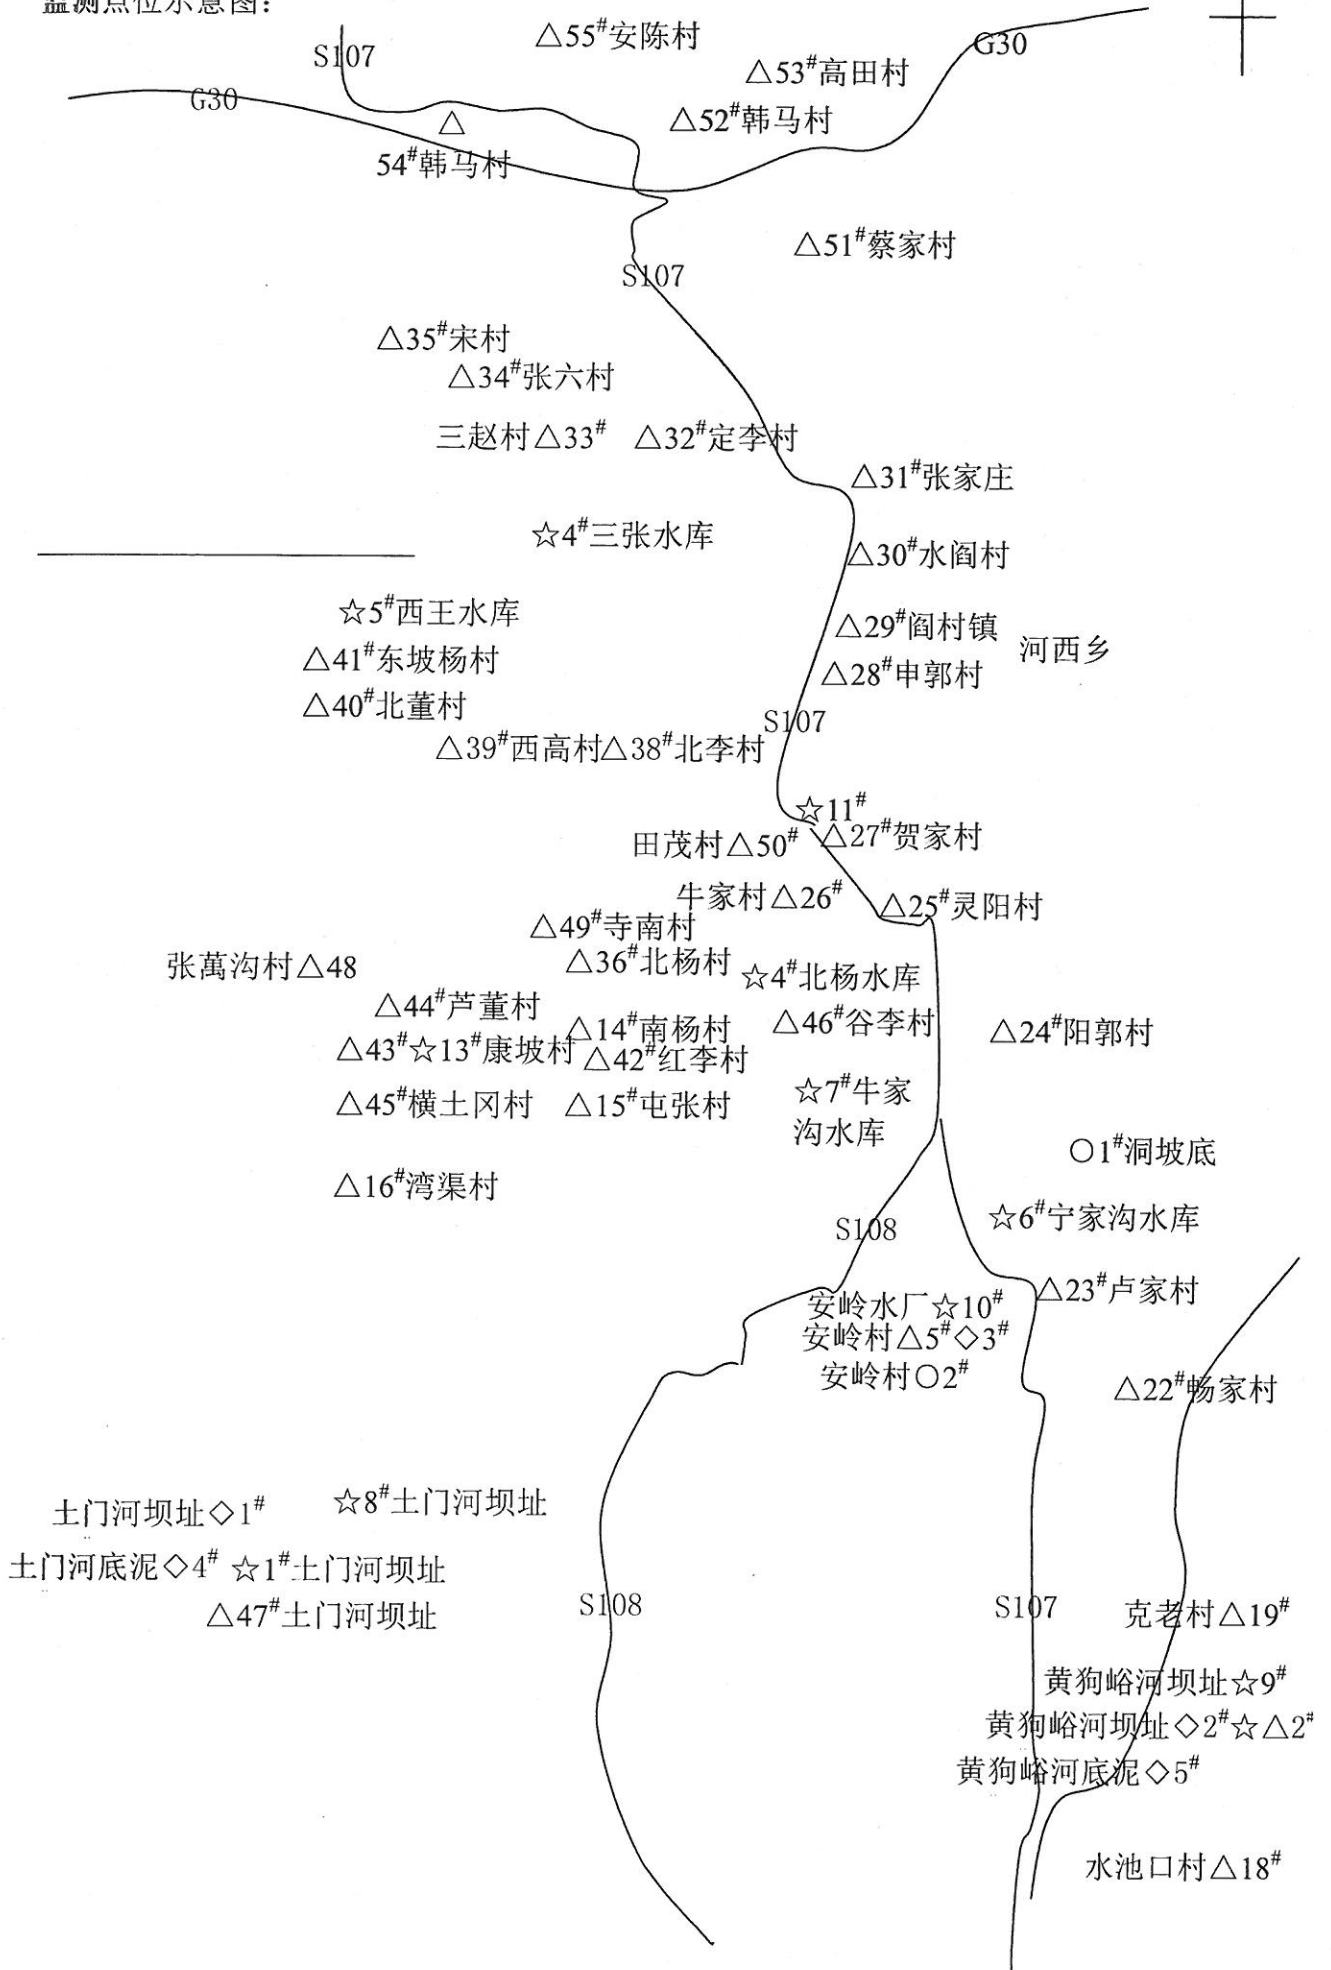 监测点位示意图：
△55#安陈村
S107
G30
△53#高田村
G30
△52#韩马村
△
54#韩马村
△51#蔡家村
S107
△35#宋村
△34#张六村
三赵村△33#
△32#定李村
△31#张家庄
☆4#三张水库
△30#水阎村
☆5#西王水库
△29#阎村镇
河西乡
△41#东坡杨村
△28#申郭村
△40#北董村
S107
△39#西高村△38#北李村
☆11#
田茂村△50#
△27#贺家村
牛家村△26#
△25#灵阳村
△49#寺南村
张萬沟村△48
△36#北杨村
☆4#北杨水库
△44#芦董村
△14#南杨村
△46#谷李村
△24#阳郭村
△43#☆13#康坡村
△42#红李村
△45#横土冈村
△15#屯张村
☆7#牛家
沟水库
○1#洞坡底
△16#湾渠村
☆6#宁家沟水库
S108
△23#卢家村
安岭水厂☆10#
安岭村△5#◇3#
安岭村○2#
△22#畅家村
土门河坝址◇1#
☆8#土门河坝址
土门河底泥◇4#
☆1#土门河坝址
△47#土门河坝址
S108
S107
克老村△19#
黄狗峪河坝址☆9#
黄狗峪河坝址◇2#☆△2#
黄狗峪河底泥◇5#
水池口村△18#